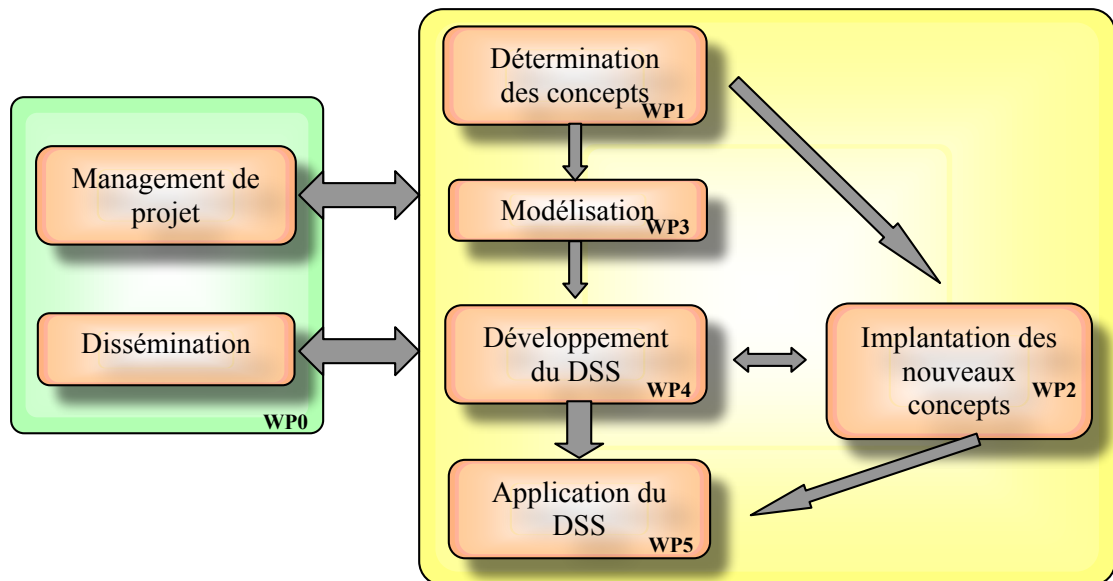 Management de
projet
Dissémination
WP0
Détermination
des concepts
WP1
Modélisation
WP3
Développement
du DSS
WP4
Implantation des
nouveaux
WP2
concepts
Application du
DSS
WP5